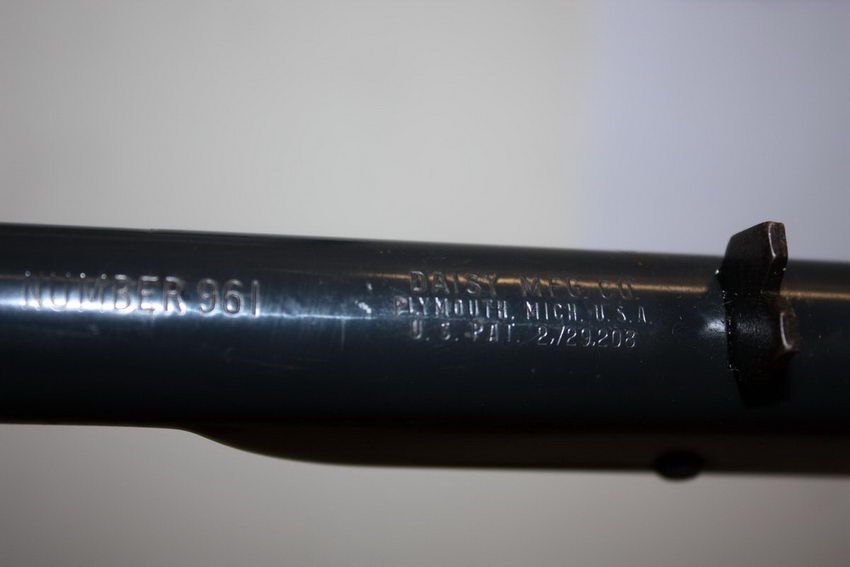 NUMBER 961
DAISY MFG. CO.
PLYMOUTH, MICH. U.S.A.
U.S. PAT. 2,729,208